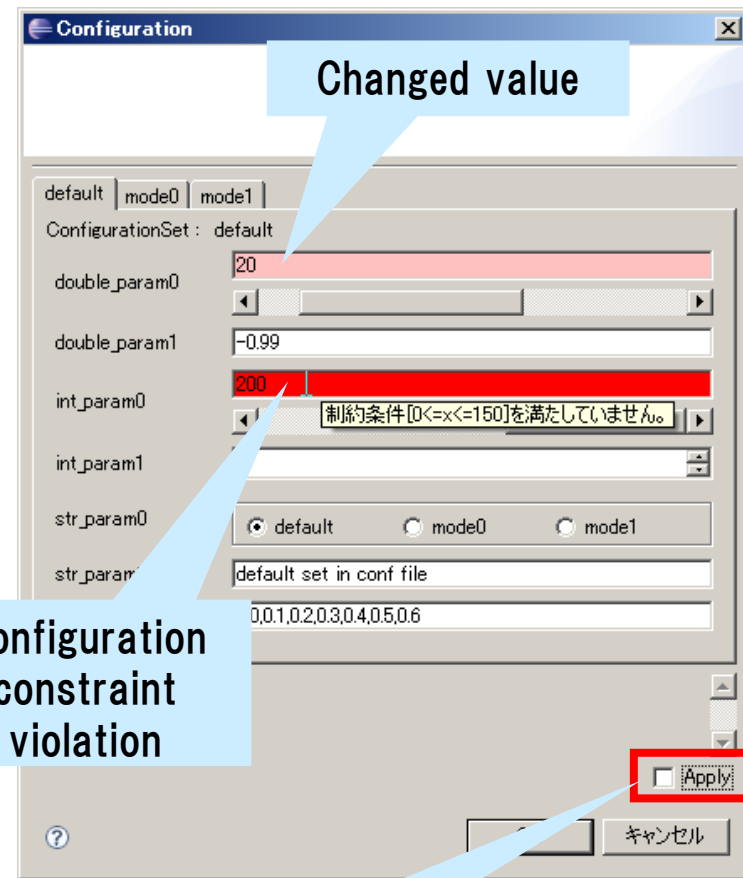 Configuration
Changed value
default mode0 mode1
ConfigurationSet : default
double_param0
20
double_param1
-0.99
int_param0
200
制約条件[0<=x<=150]を満たしていません。
int_param1
str_param0
default mode0 mode1
default set in conf file
0,0.1,0.2,0.3,0.4,0.5,0.6
onfiguration
constraint
violation
Apply
キャンセル